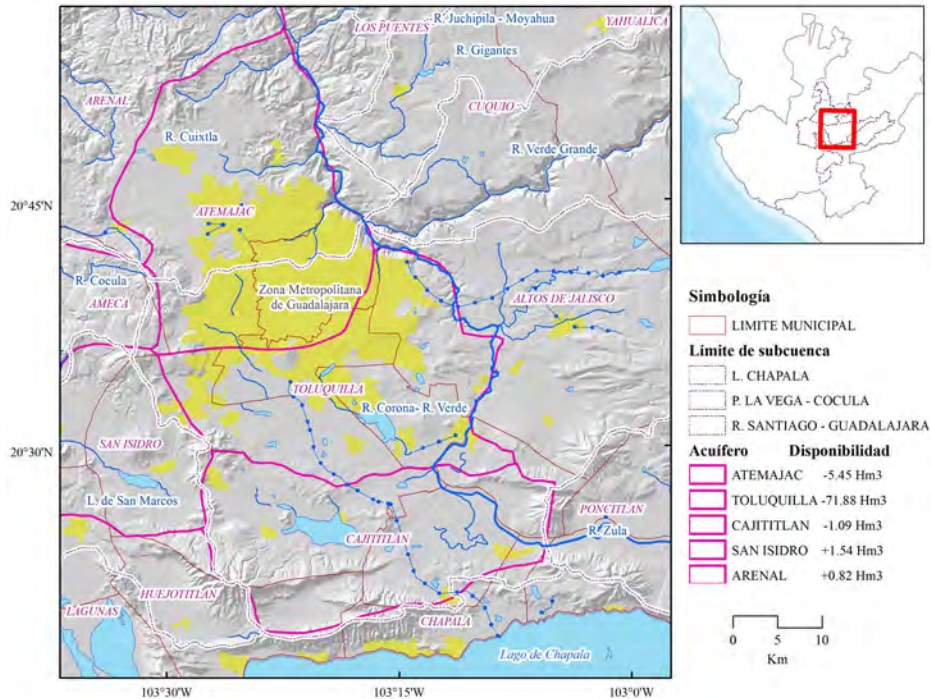 R. Juchipila - Moyahua
YAHUALICA
LOS PUENTES
R. Gigantes
ARENAL
CUQUIO
R. Cuixtla
R. Verde Grande
20°45'N
ATEMAJAC
R. Cocula
AMECA
Zona Metropolitana
de Guadalajara
ALTOS DE JALISCO
TOLUQUILLA
R. Corona- R. Verde
SAN ISIDRO
20°30'N
L. de San Marcos
CAJITITLAN
PONCITLAN
R. Zula
HUEJOTITLAN
LAGUNAS
CHAPALA
Lago de Chapala
103°30'W
103°15'W
103°0'W
Simbología
LIMITE MUNICIPAL
Límite de subcuenca
L. CHAPALA
P. LA VEGA - COCULA
R. SANTIAGO - GUADALAJARA
Acuífero Disponibilidad
ATEMAJAC -5.45 Hm3
TOLUQUILLA -71.88 Hm3
CAJITITLAN -1.09 Hm3
SAN ISIDRO +1.54 Hm3
ARENAL +0.82 Hm3
0 5 10
Km